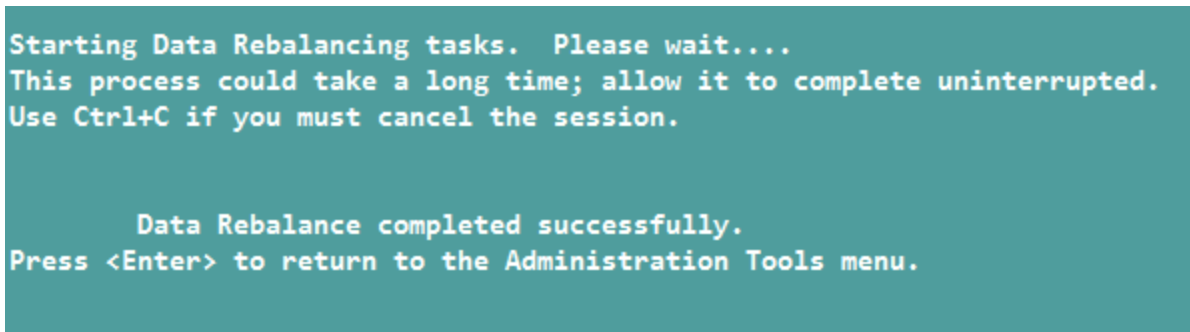 Starting Data Rebalancing tasks.  Please wait....
This process could take a long time; allow it to complete uninterrupted.
Use Ctrl+C if you must cancel the session.
Data Rebalance completed successfully.
Press <Enter> to return to the Administration Tools menu.